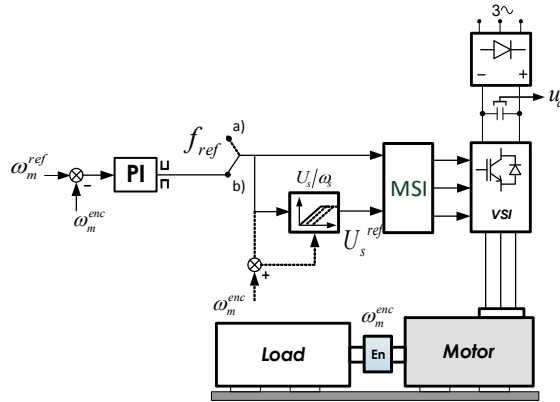 3~
− +
u
a)
f_ref
b)
ω_m^ref
−
PI
ω_m^enc
U_s/ω_s
MSI
VSI
U_s^ref
+
ω_m^enc
ω_m^enc
Load
En
Motor